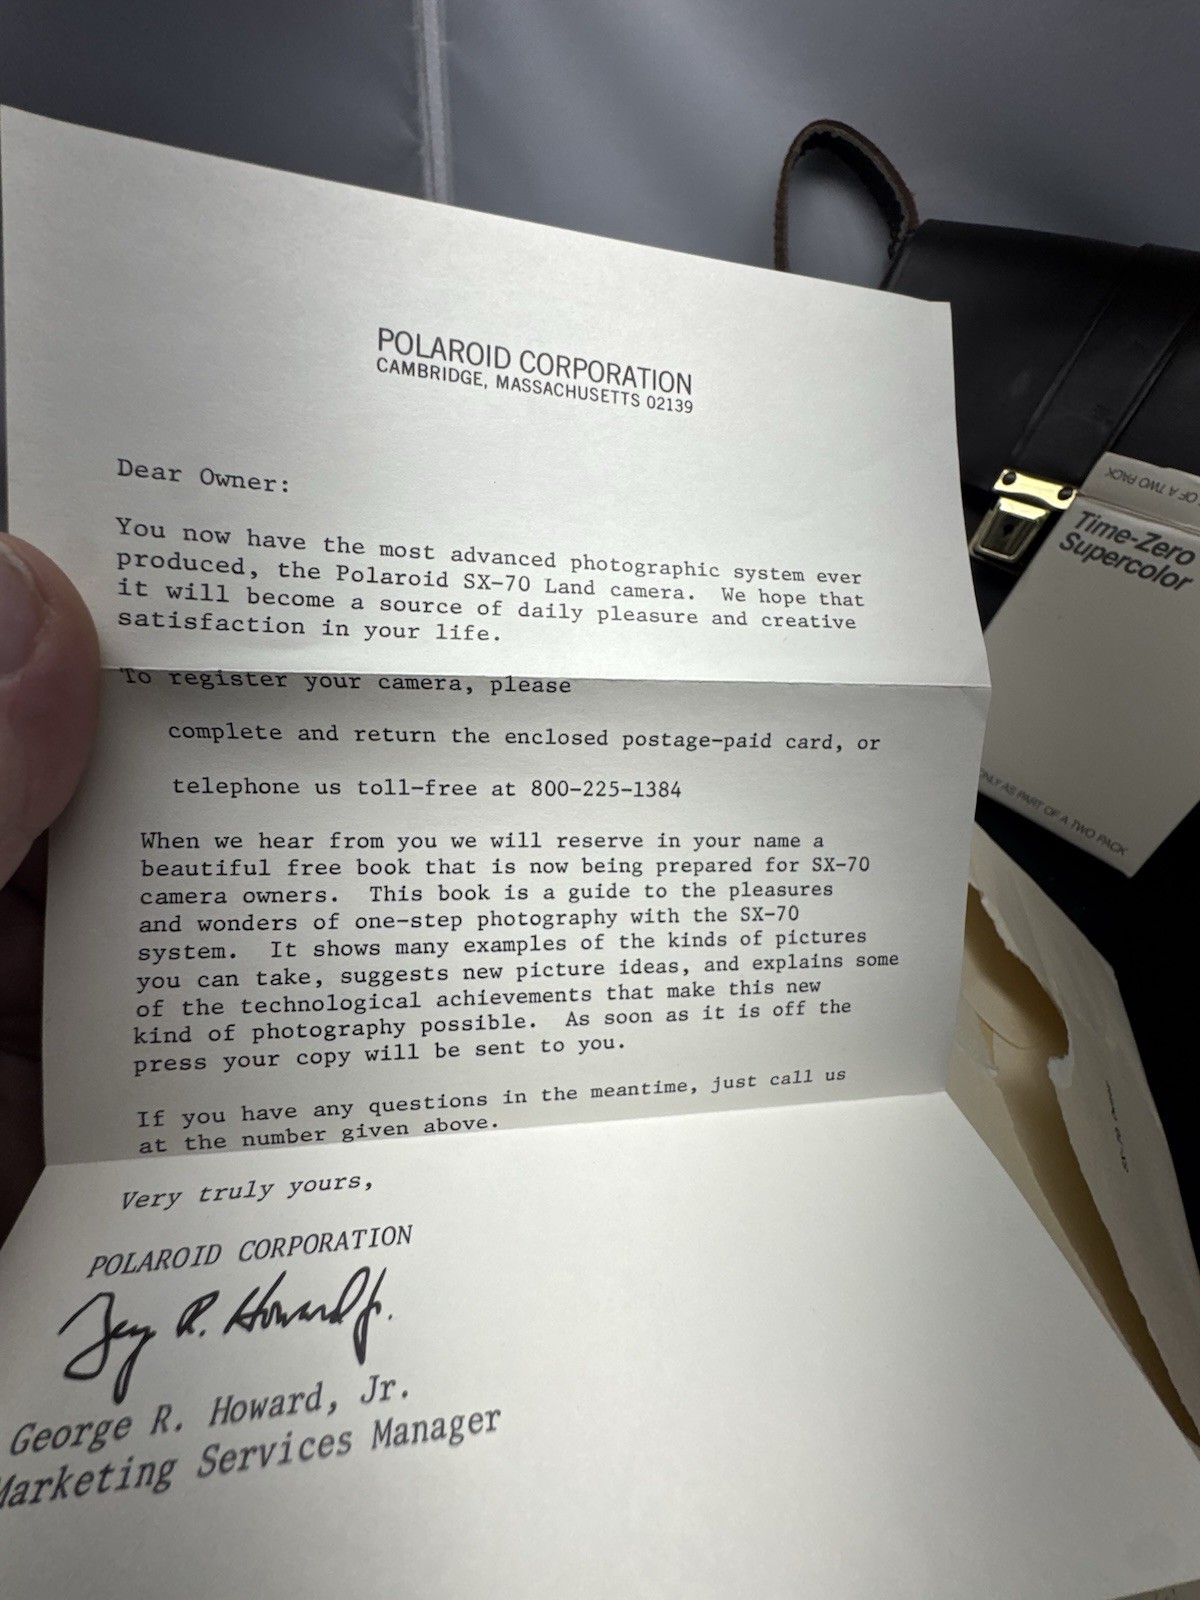 POLAROID CORPORATION
CAMBRIDGE, MASSACHUSETTS 02139
Dear Owner:
You now have the most advanced photographic system ever
produced, the Polaroid SX-70 Land camera. We hope that
it will become a source of daily pleasure and creative
satisfaction in your life.
To register your camera, please
complete and return the enclosed postage-paid card, or
telephone us toll-free at 800-225-1384
When we hear from you we will reserve in your name a
beautiful free book that is now being prepared for SX-70
camera owners. This book is a guide to the pleasures
and wonders of one-step photography with the SX-70
system. It shows many examples of the kinds of pictures
you can take, suggests new picture ideas, and explains some
of the technological achievements that make this new
kind of photography possible. As soon as it is off the
press your copy will be sent to you.
If you have any questions in the meantime, just call us
at the number given above.
Very truly yours,
POLAROID CORPORATION
R. Howard Jr.
George R. Howard, Jr.
Marketing Services Manager
OF A TWO PACK
Time-Zero
Supercolor
ONLY AS PART OF A TWO PACK